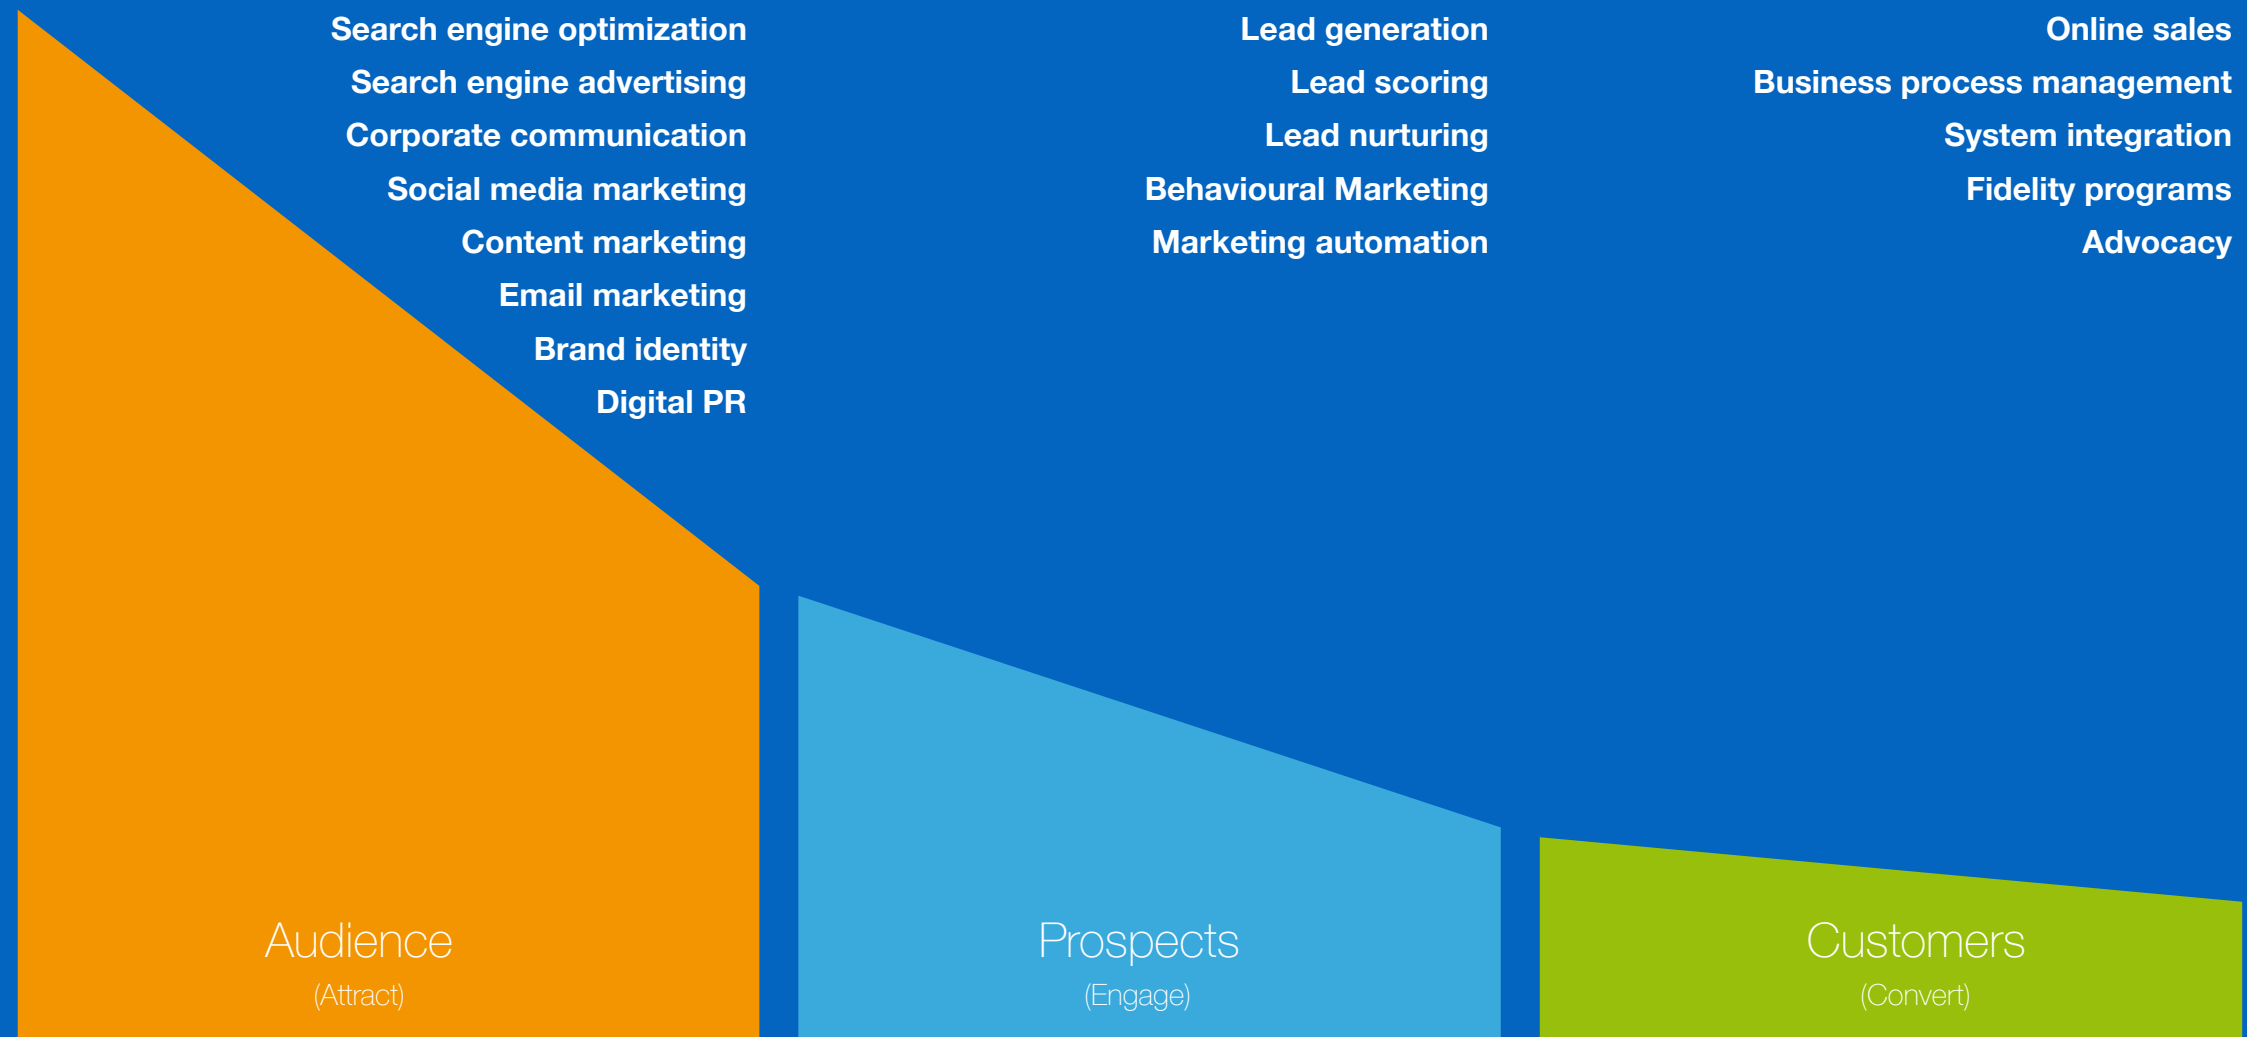 Search engine optimization
Search engine advertising
Corporate communication
Social media marketing
Content marketing
Email marketing
Brand identity
Digital PR
Lead generation
Lead scoring
Lead nurturing
Behavioural Marketing
Marketing automation
Online sales
Business process management
System integration
Fidelity programs
Advocacy
Audience
(Attract)
Prospects
(Engage)
Customers
(Convert)